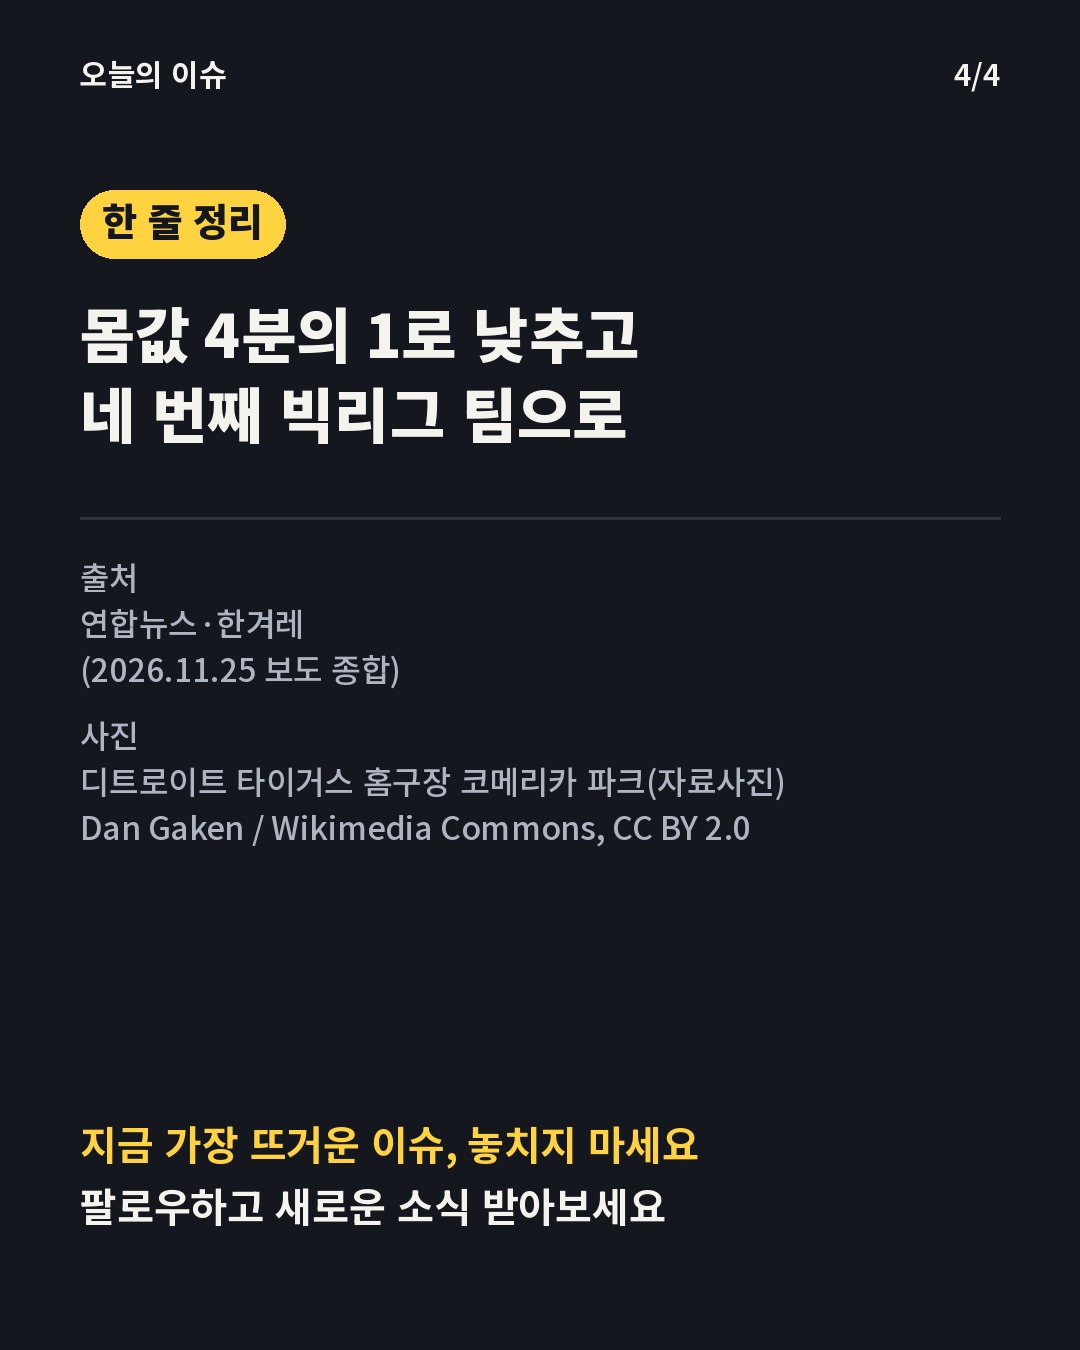 오늘의 이슈
4/4
한 줄 정리
몸값 4분의 1로 낮추고
네 번째 빅리그 팀으로
출처
연합뉴스·한겨레
(2026.11.25 보도 종합)
사진
디트로이트 타이거스 홈구장 코메리카 파크(자료사진)
Dan Gaken / Wikimedia Commons, CC BY 2.0
지금 가장 뜨거운 이슈, 놓치지 마세요
팔로우하고 새로운 소식 받아보세요